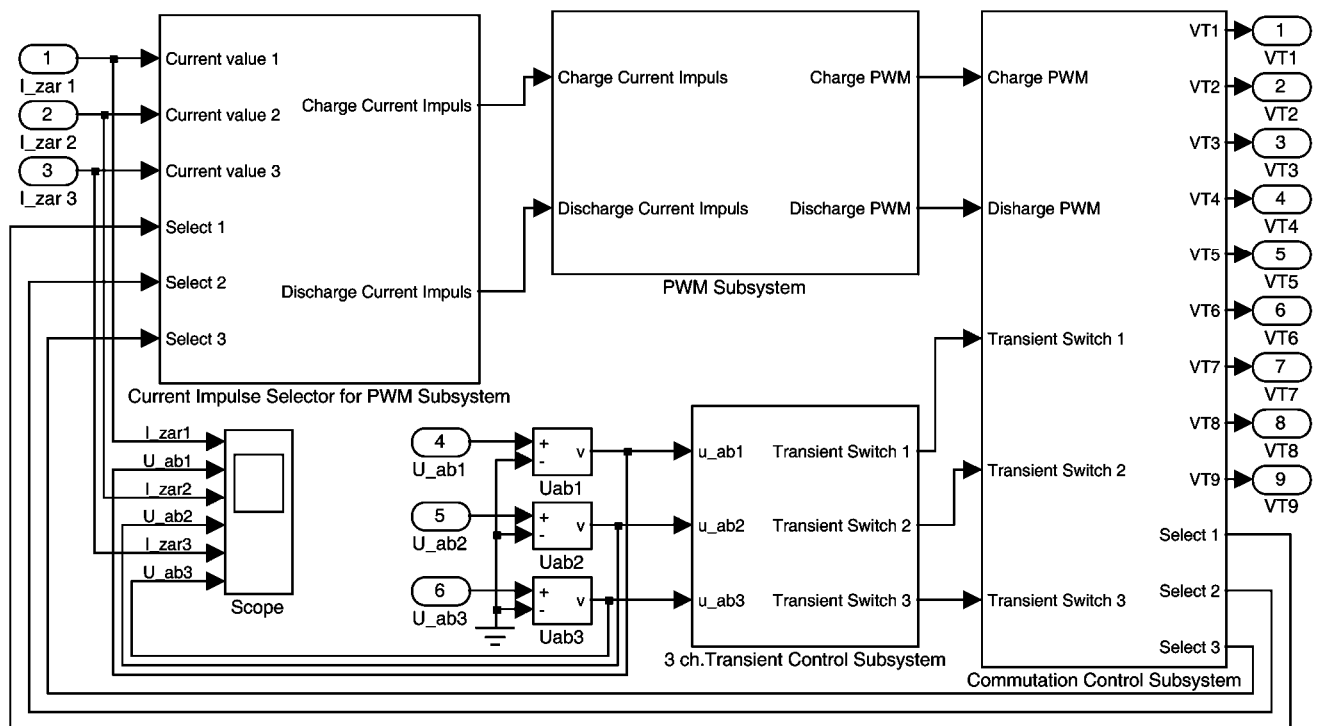 1
I_zar 1
2
I_zar 2
3
I_zar 3
Current value 1
Current value 2
Current value 3
Select 1
Select 2
Select 3
Charge Current Impuls
Discharge Current Impuls
Current Impulse Selector for PWM Subsystem
Charge Current Impuls
Discharge Current Impuls
Charge PWM
Discharge PWM
PWM Subsystem
Charge PWM
Disharge PWM
Transient Switch 1
Transient Switch 2
Transient Switch 3
VT1
VT2
VT3
VT4
VT5
VT6
VT7
VT8
VT9
Select 1
Select 2
Select 3
Commutation Control Subsystem
1
VT1
2
VT2
3
VT3
4
VT4
5
VT5
6
VT6
7
VT7
8
VT8
9
VT9
I_zar1
U_ab1
I_zar2
U_ab2
I_zar3
U_ab3
Scope
4
U_ab1
5
U_ab2
6
U_ab3
+
-
v
Uab1
+
-
v
Uab2
+
-
v
Uab3
u_ab1
u_ab2
u_ab3
Transient Switch 1
Transient Switch 2
Transient Switch 3
3 ch.Transient Control Subsystem